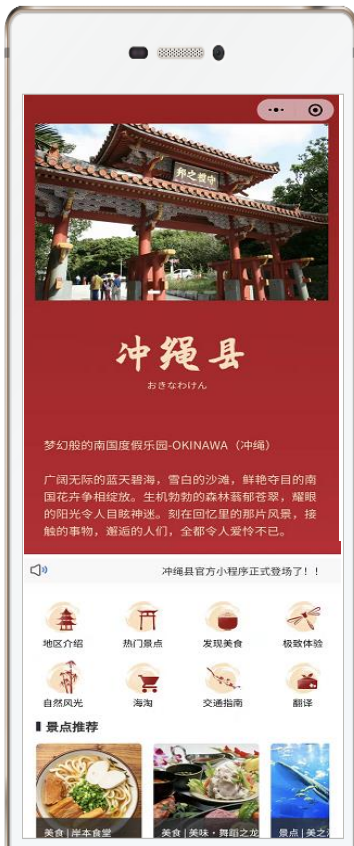 守禮之邦
冲绳县
おきなわけん
梦幻般的南国度假乐园-OKINAWA（冲绳）
广阔无际的蓝天碧海，雪白的沙滩，鲜艳夺目的南
国花卉争相绽放。生机勃勃的森林蓊郁苍翠，耀眼
的阳光令人目眩神迷。刻在回忆里的那片风景，接
触的事物，邂逅的人们，全都令人爱怜不已。
冲绳县官方小程序正式登场了！！
地区介绍 热门景点 发现美食 极致体验
自然风光 海淘 交通指南 翻译
景点推荐
美食 | 岸本食堂 美食 | 美味·舞蹈之龙 景点 | 美之